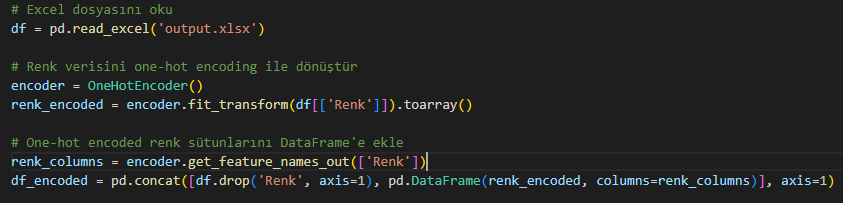 # Excel dosyasını oku
df = pd.read_excel('output.xlsx')
# Renk verisini one-hot encoding ile dönüştür
encoder = OneHotEncoder()
renk_encoded = encoder.fit_transform(df[['Renk']]).toarray()
# One-hot encoded renk sütunlarını DataFrame'e ekle
renk_columns = encoder.get_feature_names_out(['Renk'])
df_encoded = pd.concat([df.drop('Renk', axis=1), pd.DataFrame(renk_encoded, columns=renk_columns)], axis=1)